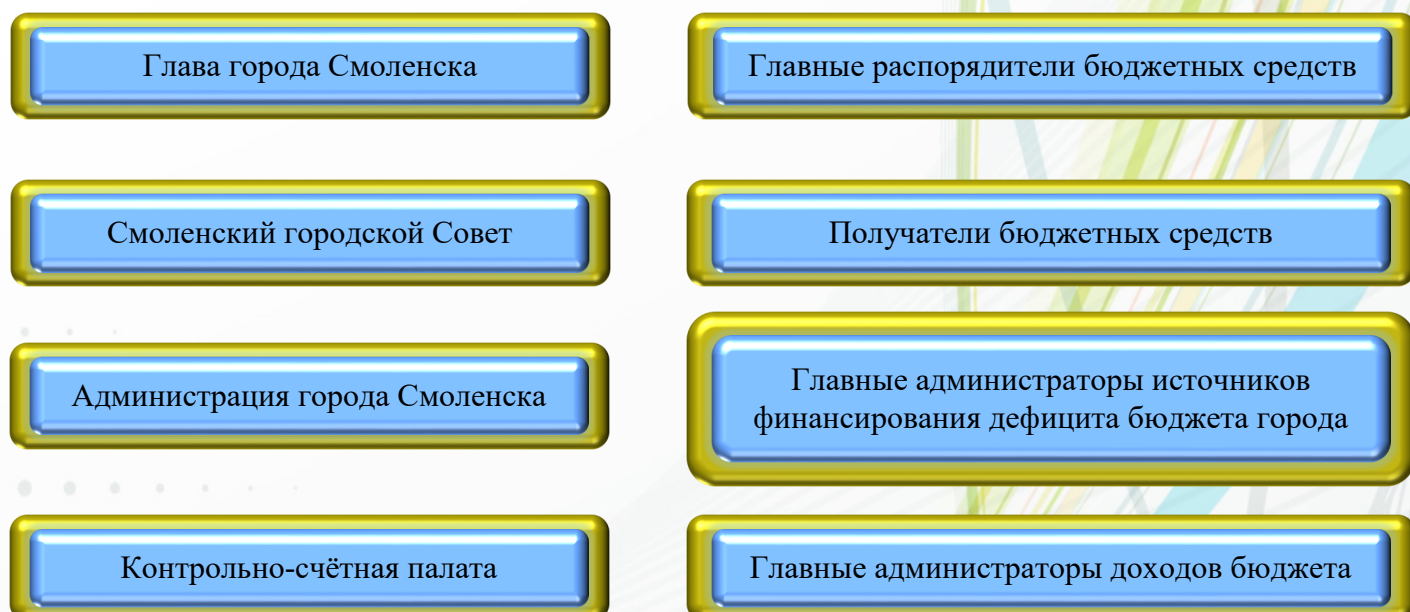 Глава города Смоленска
Главные распорядители бюджетных средств
Смоленский городской Совет
Получатели бюджетных средств
Администрация города Смоленска
Главные администраторы источников
финансирования дефицита бюджета города
Контрольно-счётная палата
Главные администраторы доходов бюджета